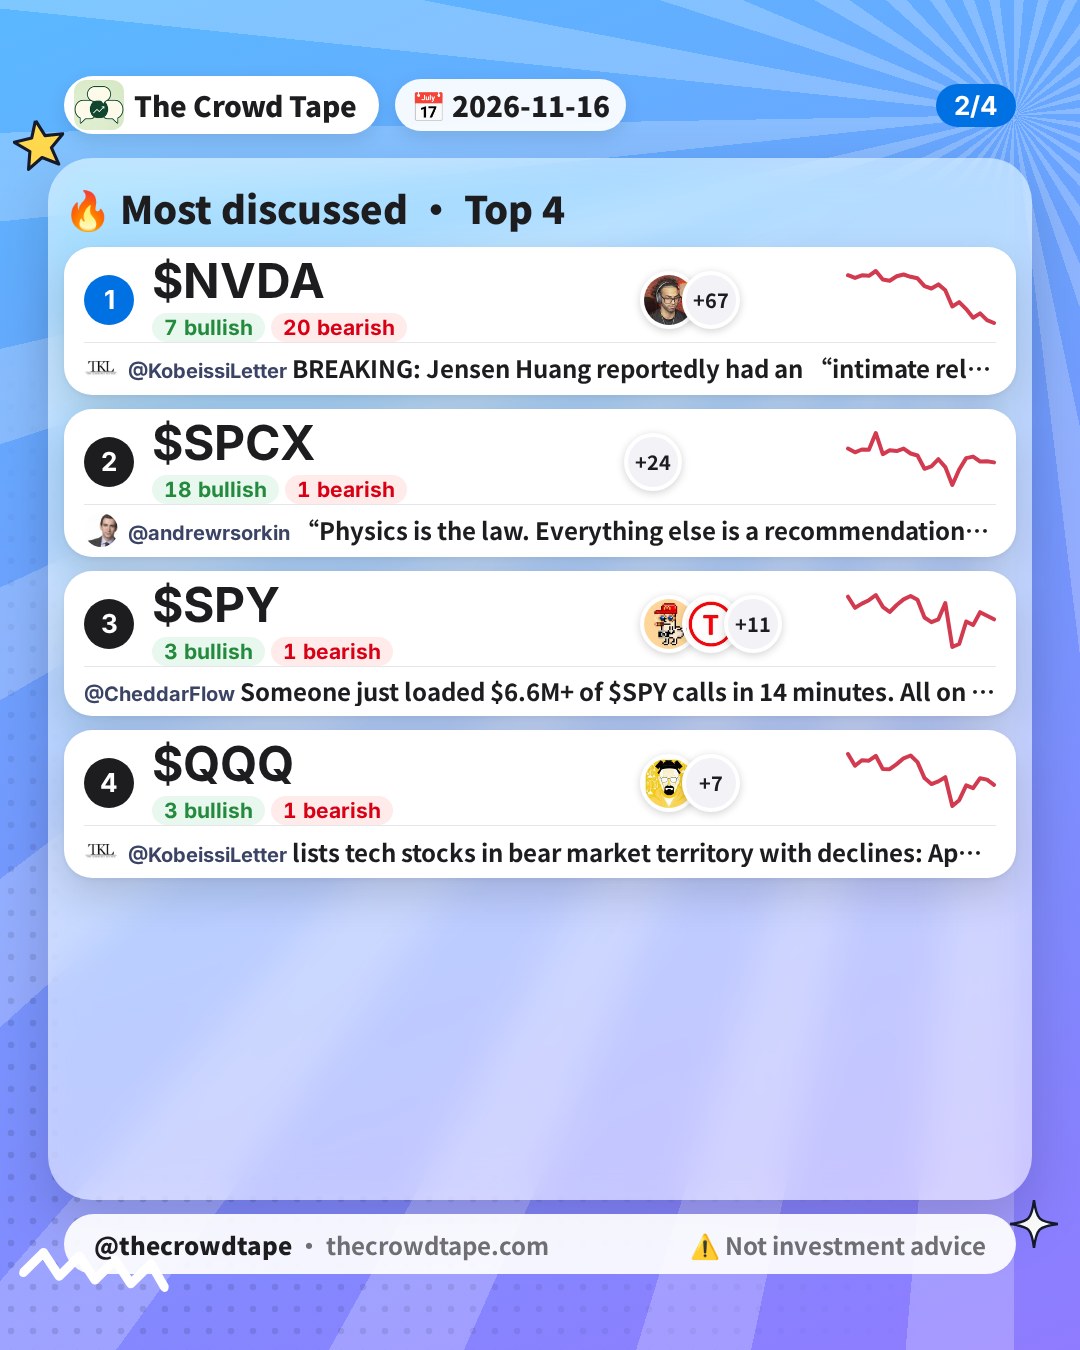 The Crowd Tape
July
17
2026-11-16
2/4
Most discussed • Top 4
1
$NVDA
7 bullish
20 bearish
+67
TKL
@KobeissiLetter BREAKING: Jensen Huang reportedly had an “intimate rel…
2
$SPCX
18 bullish
1 bearish
+24
@andrewrsorkin “Physics is the law. Everything else is a recommendation…
3
$SPY
3 bullish
1 bearish
T
+11
@CheddarFlow Someone just loaded $6.6M+ of $SPY calls in 14 minutes. All on …
4
$QQQ
3 bullish
1 bearish
+7
TKL
@KobeissiLetter lists tech stocks in bear market territory with declines: Ap…
@thecrowdtape • thecrowdtape.com
Not investment advice